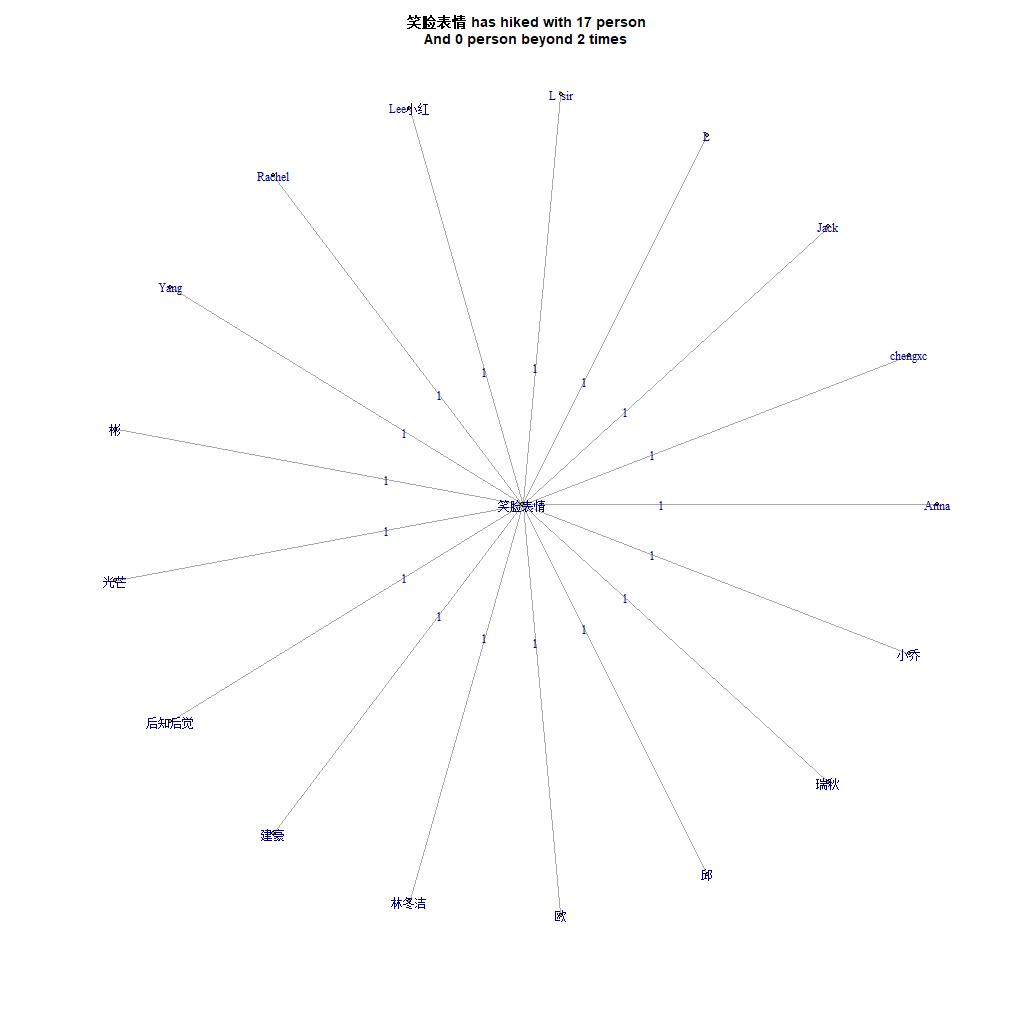 笑脸表情 has hiked with 17 person
And 0 person beyond 2 times
L sir
Lee小红
Jack
Rachel
Yang
chengxc
1
1
1
1
1
1
1
彬
1
笑脸表情
1
Anna
1
1
光芒
1
1
1
1
1
1
1
小乔
后知后觉
瑞秋
建豪
邱
林冬洁
欧